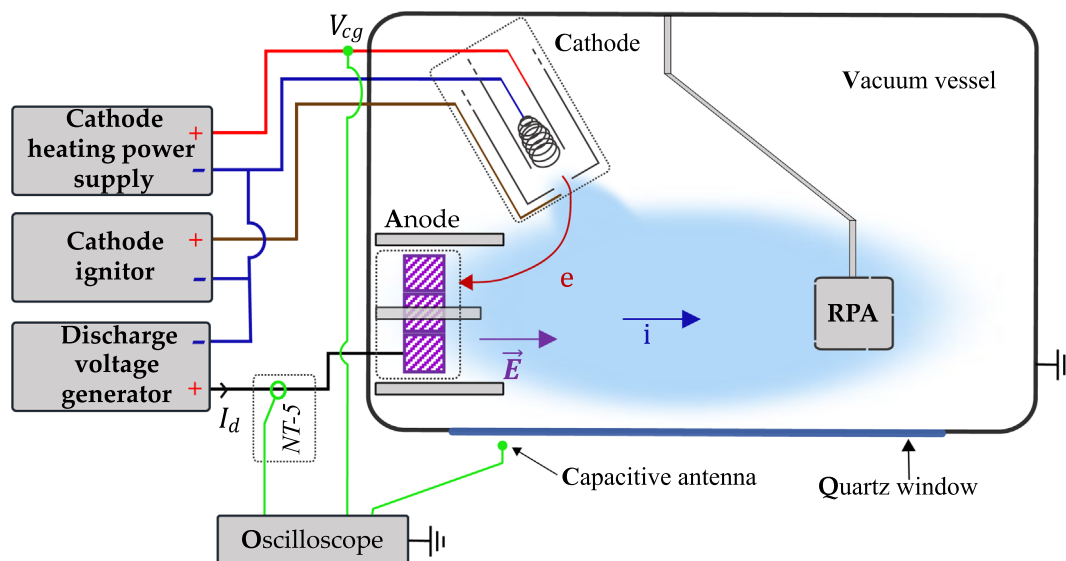 V_cg
Cathode
Vacuum vessel
Cathode
heating power
supply
+
-
Cathode
ignitor
+
-
Discharge
voltage
generator
-
+
I_d
NT-5
Anode
e
i
E⃗
RPA
Capacitive antenna
Quartz window
Oscilloscope